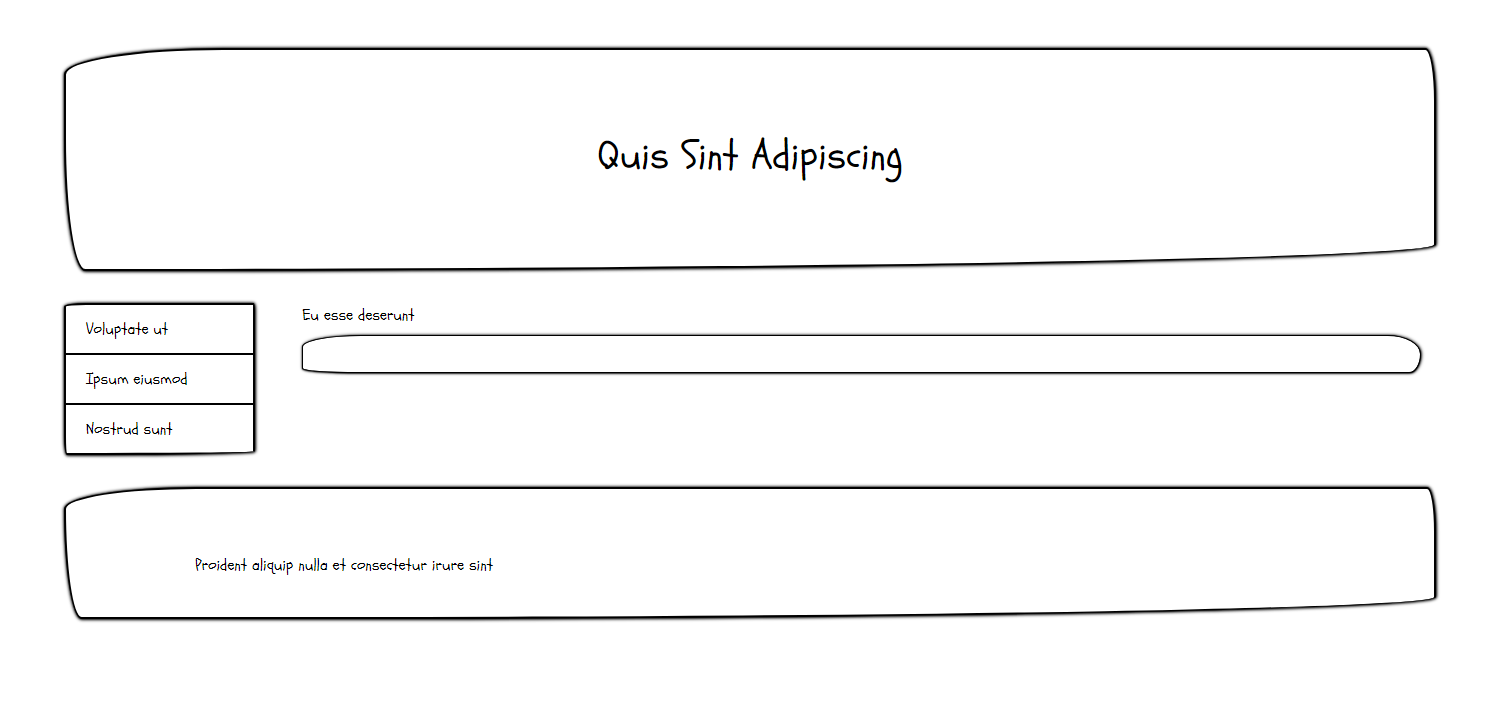 Quis Sint Adipiscing
Voluptate ut
Ipsum eiusmod
Nostrud sunt
Eu esse deserunt
Proident aliquip nulla et consectetur irure sint